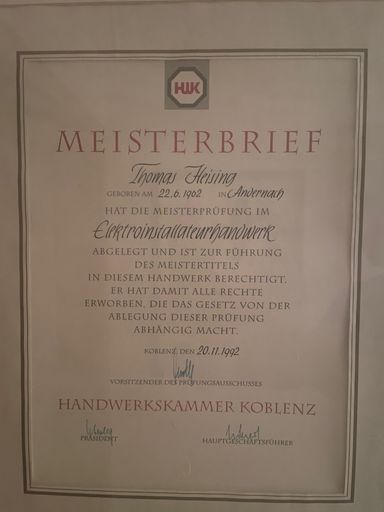 HWK
MEISTERBRIEF
Thomas Heising
GEBOREN AM 22.6.1962 IN Andernach
HAT DIE MEISTERPRÜFUNG IM
Elektroinstallateurhandwerk
ABGELEGT UND IST ZUR FÜHRUNG
DES MEISTERTITELS
IN DIESEM HANDWERK BERECHTIGT.
ER HAT DAMIT ALLE RECHTE
ERWORBEN, DIE DAS GESETZ VON DER
ABLEGUNG DIESER PRÜFUNG
ABHÄNGIG MACHT.
KOBLENZ, DEN 20.11.1992
VORSITZENDER DES PRÜFUNGSAUSSCHUSSES
HANDWERKSKAMMER KOBLENZ
PRÄSIDENT
HAUPTGESCHÄFTSFÜHRER